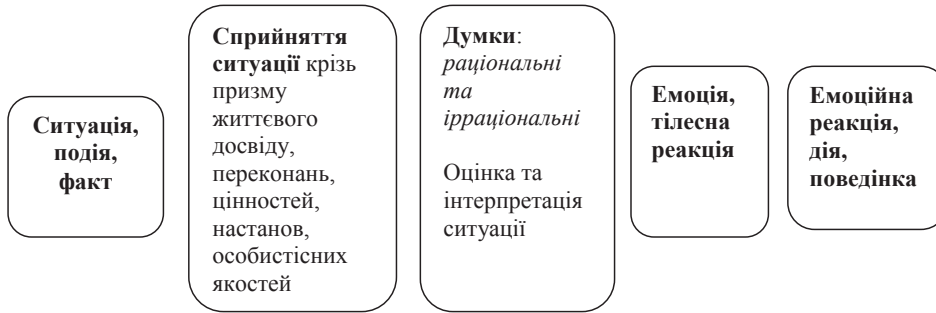 Ситуація,
подія,
факт
Сприйняття
ситуації крізь
призму
життєвого
досвіду,
переконань,
цінностей,
настанов,
особистісних
якостей
Думки:
раціональні
та
ірраціональні
Оцінка та
інтерпретація
ситуації
Емоція,
тілесна
реакція
Емоційна
реакція,
дія,
поведінка